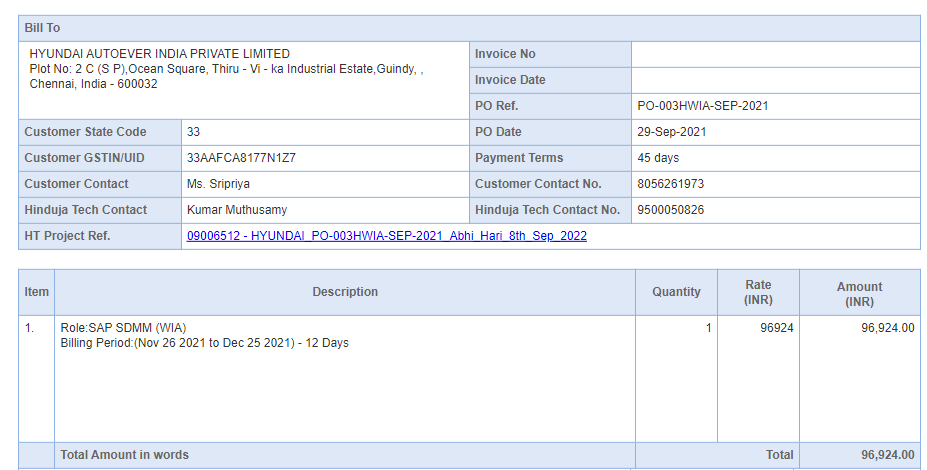 Bill To
HYUNDAI AUTOEVER INDIA PRIVATE LIMITED
Plot No: 2 C (S P),Ocean Square, Thiru - Vi - ka Industrial Estate,Guindy, ,
Chennai, India - 600032
Invoice No
Invoice Date
PO Ref. PO-003HWIA-SEP-2021
Customer State Code 33 PO Date 29-Sep-2021
Customer GSTIN/UID 33AAFCA8177N1Z7 Payment Terms 45 days
Customer Contact Ms. Sripriya Customer Contact No. 8056261973
Hinduja Tech Contact Kumar Muthusamy Hinduja Tech Contact No. 9500050826
HT Project Ref. 09006512 - HYUNDAI_PO-003HWIA-SEP-2021_Abhi_Hari_8th_Sep_2022
Item Description Quantity Rate (INR) Amount (INR)
1. Role:SAP SDMM (WIA) 1 96924 96,924.00
Billing Period:(Nov 26 2021 to Dec 25 2021) - 12 Days
Total Amount in words Total 96,924.00